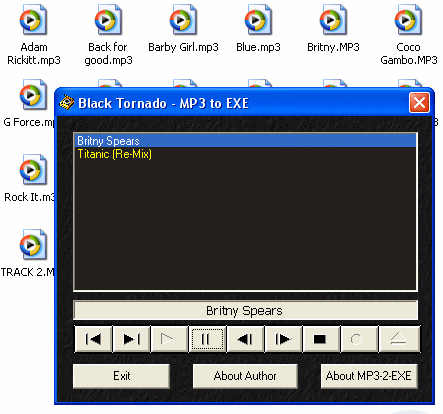 Adam
Rickitt.mp3
Back for
good.mp3
Barby Girl.mp3
Blue.mp3
Britny.MP3
Coco
Gambo.MP3
G Force.m
Rock It.m3
TRACK 2.M
Black Tornado - MP3 to EXE
Britny Spears
Titanic (Re-Mix)
Britny Spears
Exit
About Author
About MP3-2-EXE